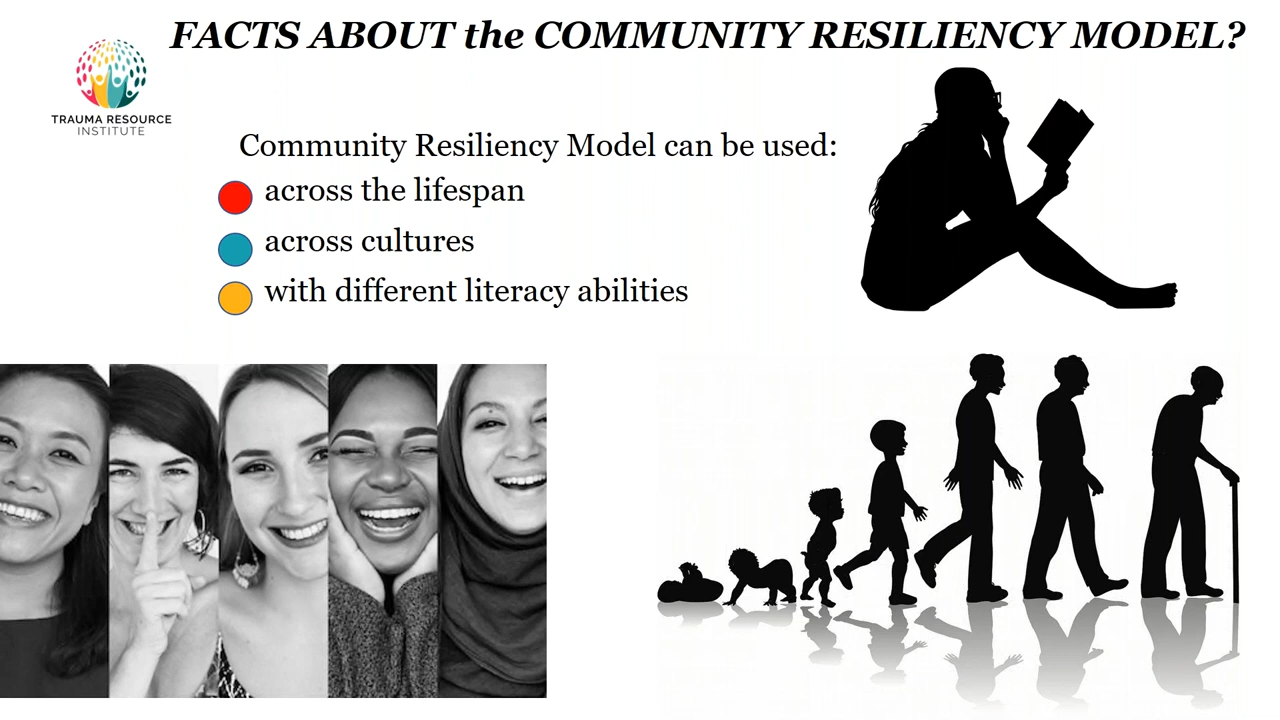 FACTS ABOUT the COMMUNITY RESILIENCY MODEL?
TRAUMA RESOURCE
INSTITUTE
Community Resiliency Model can be used:
across the lifespan
across cultures
with different literacy abilities